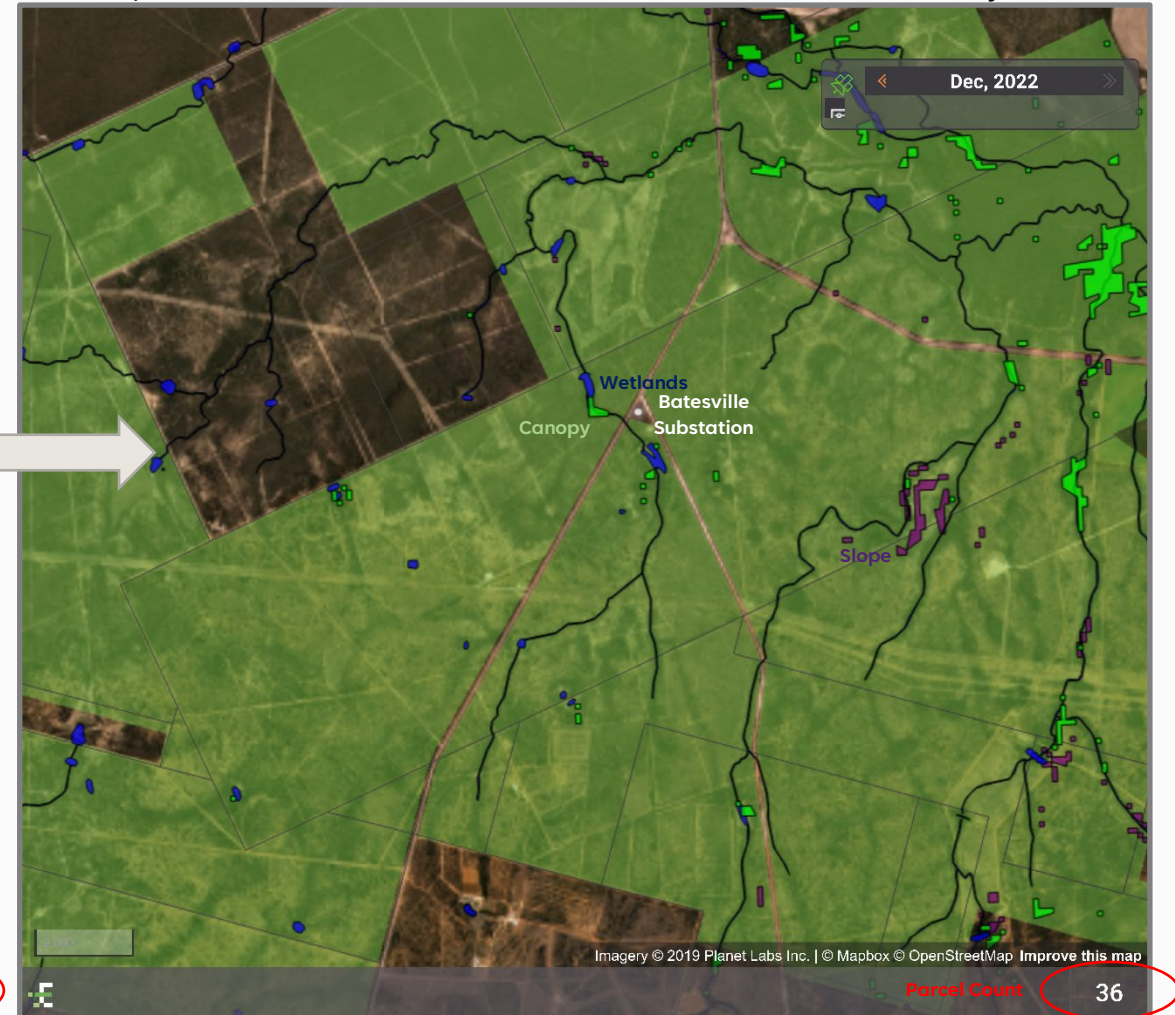 Dec, 2022
Wetlands
Batesville
Canopy
Substation
Slope
Imagery © 2019 Planet Labs Inc. | © Mapbox © OpenStreetMap Improve this map
Parcel Count
36